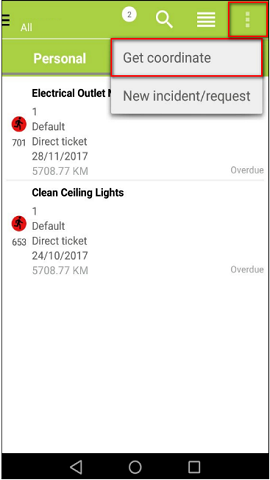 All
2
Personal
Get coordinate
New incident/request
Electrical Outlet
1
Default
701 Direct ticket
28/11/2017
5708.77 KM Overdue
Clean Ceiling Lights
1
Default
653 Direct ticket
24/10/2017
5708.77 KM Overdue